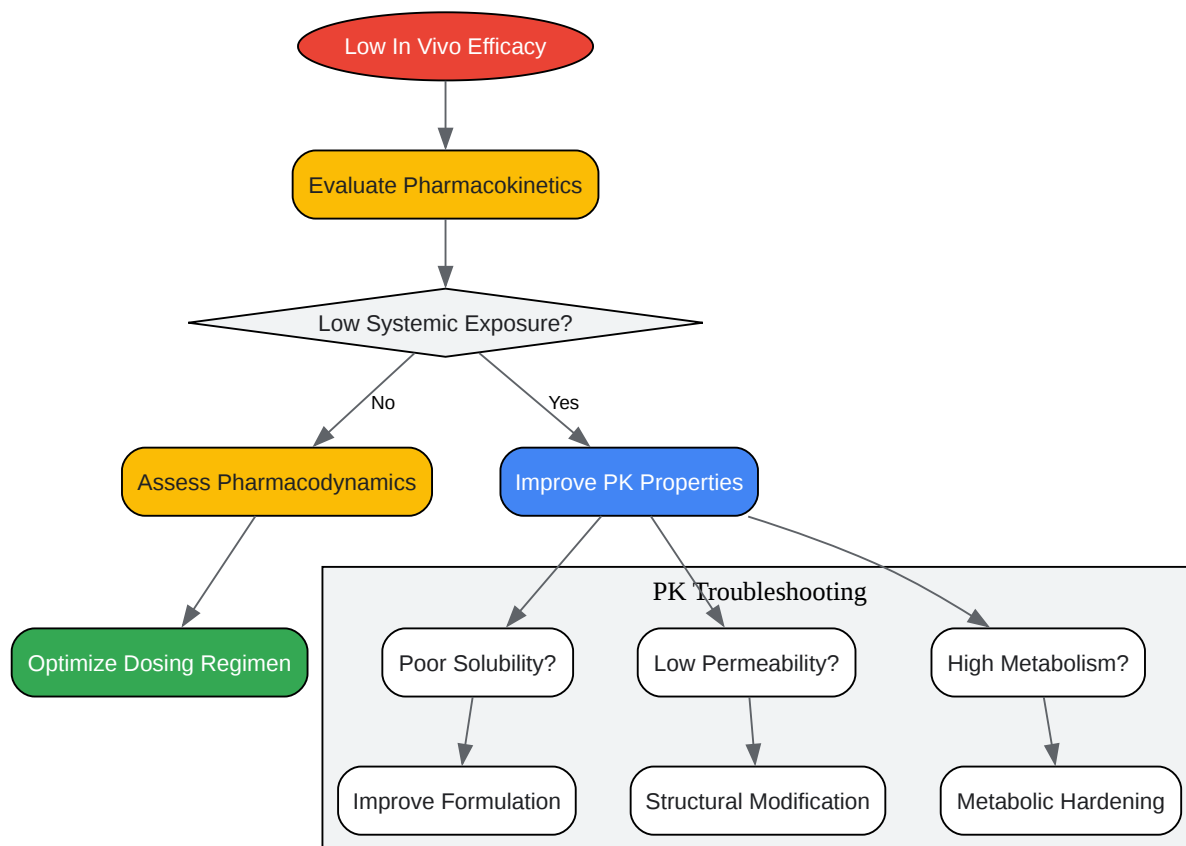 Low In Vivo Efficacy
Evaluate Pharmacokinetics
Low Systemic Exposure?
No
Yes
Assess Pharmacodynamics
Improve PK Properties
PK Troubleshooting
Optimize Dosing Regimen
Poor Solubility?
Low Permeability?
High Metabolism?
Improve Formulation
Structural Modification
Metabolic Hardening